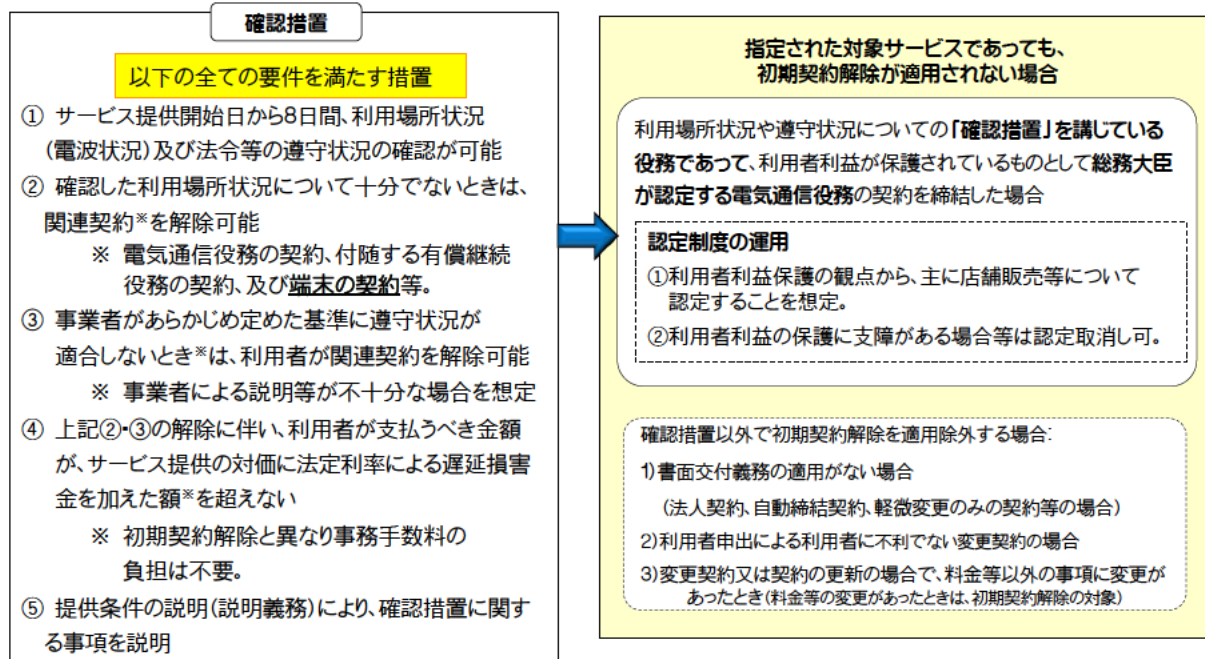 確認措置
以下の全ての要件を満たす措置
① サービス提供開始日から8日間、利用場所状況
(電波状況)及び法令等の遵守状況の確認が可能
② 確認した利用場所状況について十分でないときは、
関連契約※を解除可能
※ 電気通信役務の契約、付随する有償継続
役務の契約、及び端末の契約等。
③ 事業者があらかじめ定めた基準に遵守状況が
適合しないとき※は、利用者が関連契約を解除可能
※ 事業者による説明等が不十分な場合を想定
④ 上記②・③の解除に伴い、利用者が支払うべき金額
が、サービス提供の対価に法定利率による遅延損害
金を加えた額※を超えない
※ 初期契約解除と異なり事務手数料の
負担は不要。
⑤ 提供条件の説明(説明義務)により、確認措置に関す
る事項を説明
指定された対象サービスであっても、
初期契約解除が適用されない場合
利用場所状況や遵守状況についての「確認措置」を講じている
役務であって、利用者利益が保護されているものとして総務大臣
が認定する電気通信役務の契約を締結した場合
認定制度の運用
①利用者利益保護の観点から、主に店舗販売等について
認定することを想定。
②利用者利益の保護に支障がある場合等は認定取消し可。
確認措置以外で初期契約解除を適用除外する場合:
1)書面交付義務の適用がない場合
(法人契約、自動締結契約、軽微変更のみの契約等の場合)
2)利用者申出による利用者に不利でない変更契約の場合
3)変更契約又は契約の更新の場合で、料金等以外の事項に変更が
あったとき(料金等の変更があったときは、初期契約解除の対象)